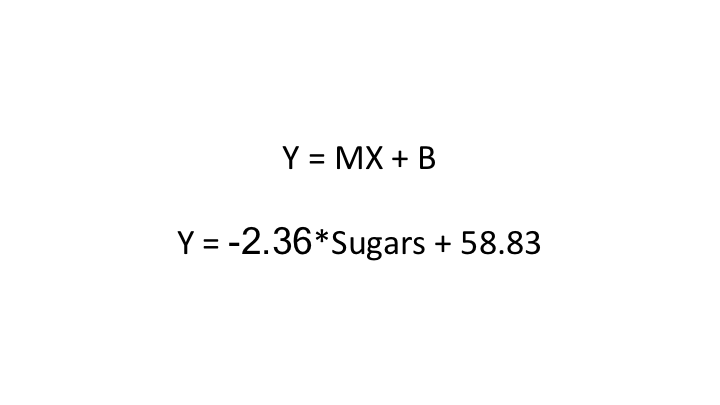 Y = MX + B
Y = -2.36*Sugars + 58.83